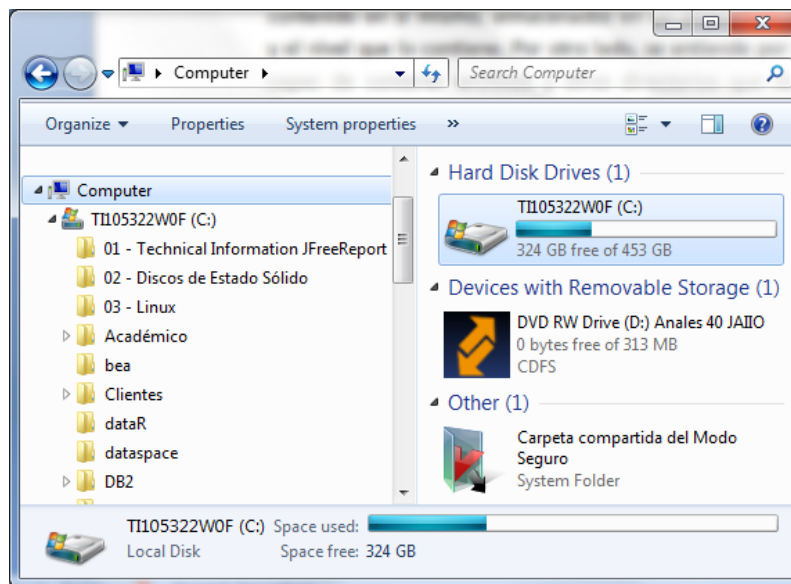 Computer
Search Computer
Organize Properties System properties »
Computer
TI105322W0F (C:)
01 - Technical Information JFreeReport
02 - Discos de Estado Sólido
03 - Linux
Académico
bea
Clientes
dataR
dataspace
DB2
Hard Disk Drives (1)
TI105322W0F (C:)
324 GB free of 453 GB
Devices with Removable Storage (1)
DVD RW Drive (D:) Anales 40 JAIIO
0 bytes free of 313 MB
CDFS
Other (1)
Carpeta compartida del Modo
Seguro
System Folder
TI105322W0F (C:) Space used:
Local Disk Space free: 324 GB